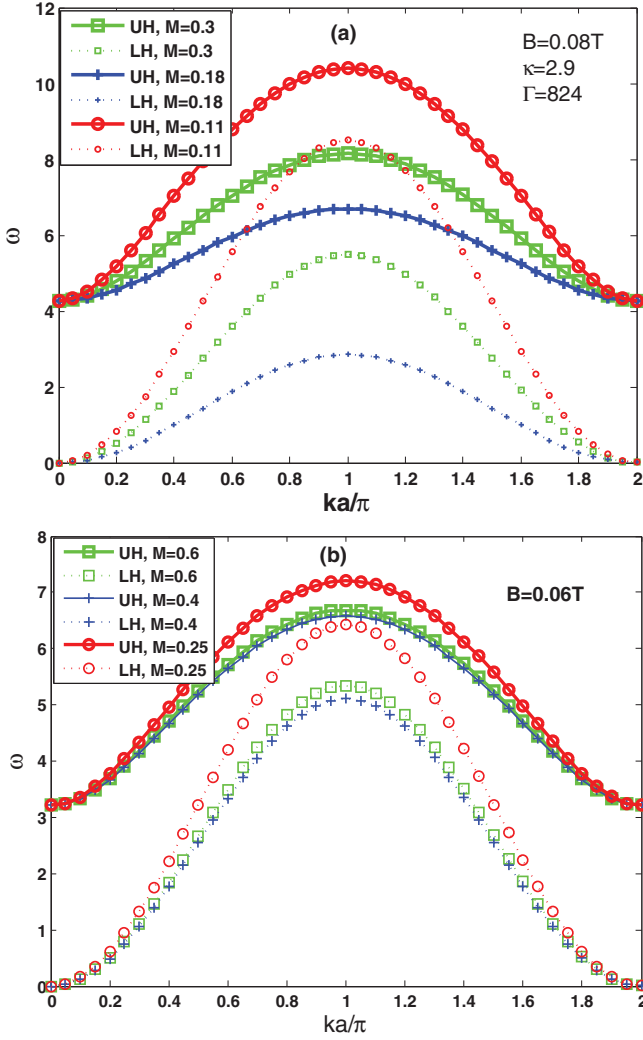 12
10
8
6
4
2
0
ω
UH, M=0.3
LH, M=0.3
UH, M=0.18
LH, M=0.18
UH, M=0.11
LH, M=0.11
(a)
B=0.08T
κ=2.9
Γ=824
0 0.2 0.4 0.6 0.8 1 1.2 1.4 1.6 1.8 2
ka/π
8
7
6
5
4
3
2
1
0
ω
UH, M=0.6
LH, M=0.6
UH, M=0.4
LH, M=0.4
UH, M=0.25
LH, M=0.25
(b)
B=0.06T
0 0.2 0.4 0.6 0.8 1 1.2 1.4 1.6 1.8 2
ka/π